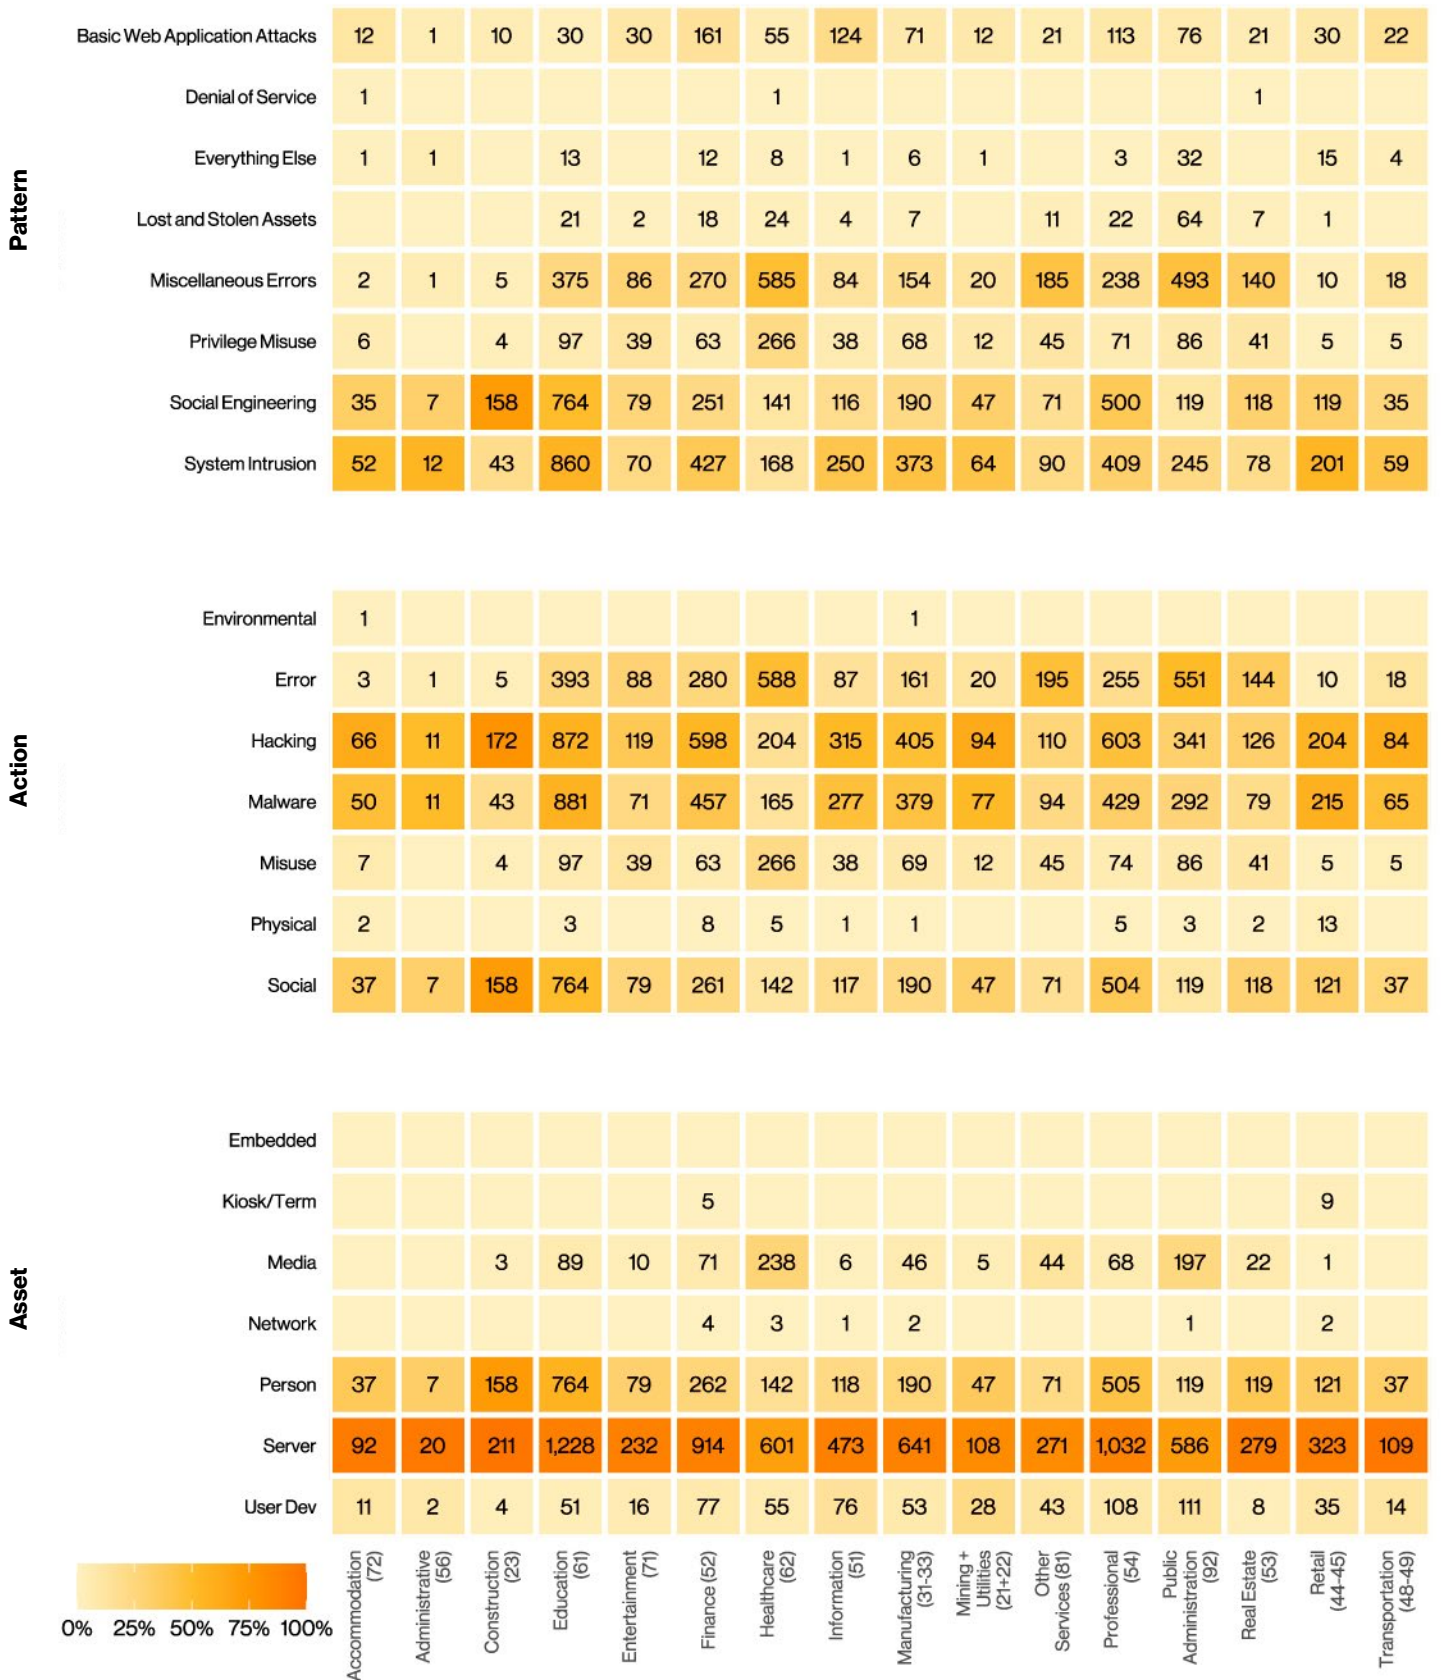 Pattern
Basic Web Application Attacks 12 1 10 30 30 161 55 124 71 12 21 113 76 21 30 22
Denial of Service 1 1 1
Everything Else 1 1 13 12 8 1 6 1 3 32 15 4
Lost and Stolen Assets 21 2 18 24 4 7 11 22 64 7 1
Miscellaneous Errors 2 1 5 375 86 270 585 84 154 20 185 238 493 140 10 18
Privilege Misuse 6 4 97 39 63 266 38 68 12 45 71 86 41 5 5
Social Engineering 35 7 158 764 79 251 141 116 190 47 71 500 119 118 119 35
System Intrusion 52 12 43 860 70 427 168 250 373 64 90 409 245 78 201 59
Action
Environmental 1 1
Error 3 1 5 393 88 280 588 87 161 20 195 255 551 144 10 18
Hacking 66 11 172 872 119 598 204 315 405 94 110 603 341 126 204 84
Malware 50 11 43 881 71 457 165 277 379 77 94 429 292 79 215 65
Misuse 7 4 97 39 63 266 38 69 12 45 74 86 41 5 5
Physical 2 3 8 5 1 1 5 3 2 13
Social 37 7 158 764 79 261 142 117 190 47 71 504 119 118 121 37
Asset
Embedded
Kiosk/Term 5 9
Media 3 89 10 71 238 6 46 5 44 68 197 22 1
Network 4 3 1 2 1 2
Person 37 7 158 764 79 262 142 118 190 47 71 505 119 119 121 37
Server 92 20 211 1,228 232 914 601 473 641 108 271 1,032 586 279 323 109
User Dev 11 2 4 51 16 77 55 76 53 28 43 108 111 8 35 14
Accommodation
(72)
Administrative
(56)
Construction
(23)
Education
(61)
Entertainment
(71)
Finance (52)
Healthcare
(62)
Information
(51)
Manufacturing
(31-33)
Mining +
Utilities
(21+22)
Other
Services (81)
Professional
(54)
Public
Administration
(92)
Real Estate
(53)
Retail
(44-45)
Transportation
(48-49)
0% 25% 50% 75% 100%